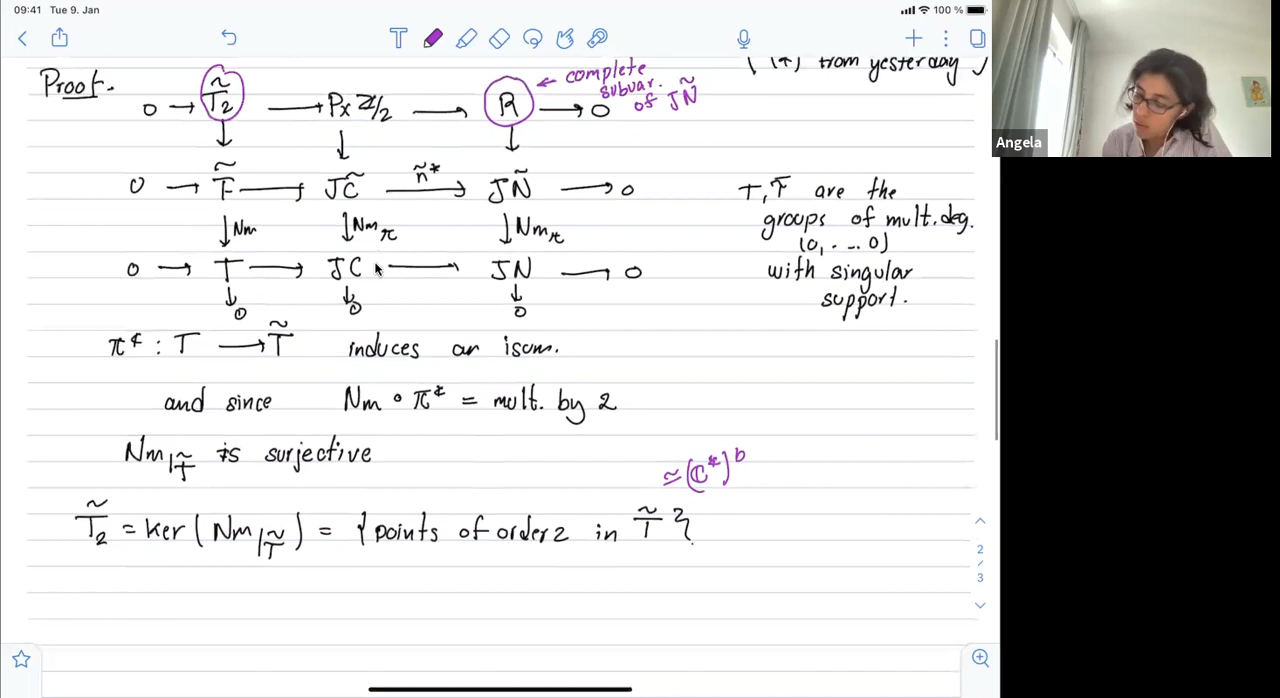 09:41 Tue 9. Jan
100 %
Proof.
← complete subvar. of JÑ
(1) from yesterday
0 → T̃₂ → P x ℤ/2 → R → 0
↓ ↓ ↓
0 → T̃ → JC̃ →ñ* JÑ → 0
↓Nm ↓Nm_π ↓Nm_π
0 → T → JC → JN → 0
↓ ↓ ↓
0 0 0
T, T̃ are the
groups of mult. deg.
(0, . .. 0)
with singular
support.
π* : T → T̃ induces an isom.
and since Nm ∘ π* = mult. by 2
Nm|T̃ is surjective
≃ (ℂ*)ᵇ
T̃₂ = ker (Nm|T̃) = { points of order 2 in T̃ }
2
/
3
Angela